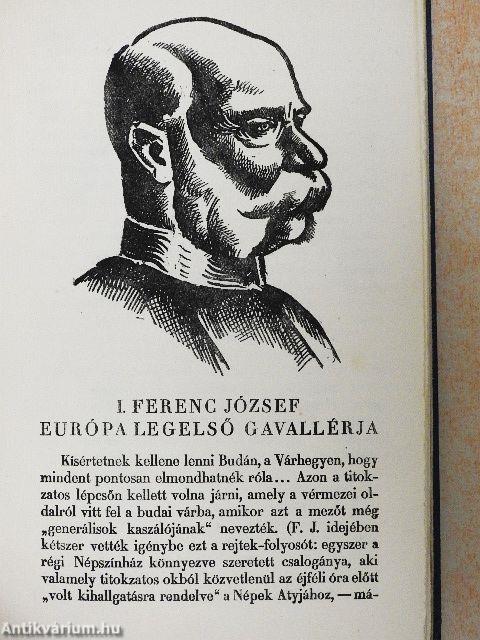 I. FERENC JÓZSEF
EURÓPA LEGELSŐ GAVALLÉRJA
Kísértetnek kellene lenni Budán, a Várhegyen, hogy
mindent pontosan elmondhatnék róla... Azon a titok-
zatos lépcsőn kellett volna járni, amely a vérmezei ol-
dalról vitt fel a budai várba, amikor azt a mezőt még
„generálisok kaszálójának“ nevezték. (F. J. idejében
kétszer vették igénybe ezt a rejtek-folyosót: egyszer a
régi Népszínház könnyezve szeretett csalogánya, aki
valamely titokzatos okból közvetlenül az éjféli óra előtt
„volt kihallgatásra rendelve“ a Népek Atyjához, — má-
Antikvárium.hu